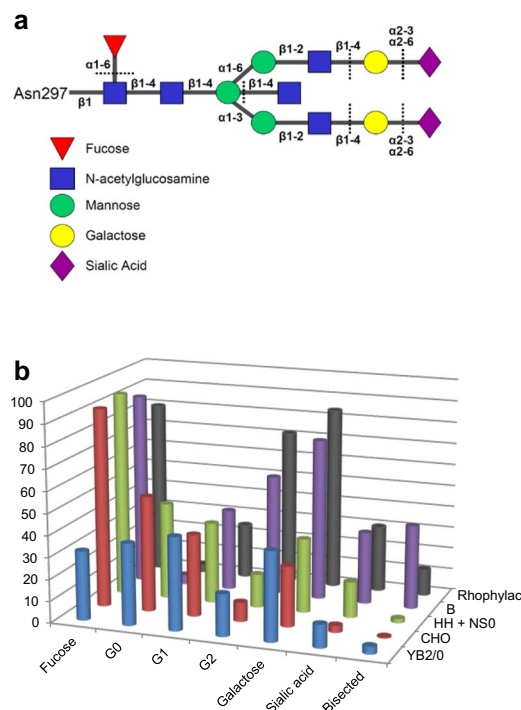 a
α2-3
α2-6
β1-2
β1-4
α1-6
α1-6
Asn297
β1
β1-4
β1-4
β1-4
α1-3
β1-2
β1-4
α2-3
α2-6
Fucose
N-acetylglucosamine
Mannose
Galactose
Sialic Acid
b
100
90
80
70
60
50
40
30
20
10
0
Rhophylac
B
HH + NS0
CHO
YB2/0
Fucose
G0
G1
G2
Galactose
Sialic acid
Bisected